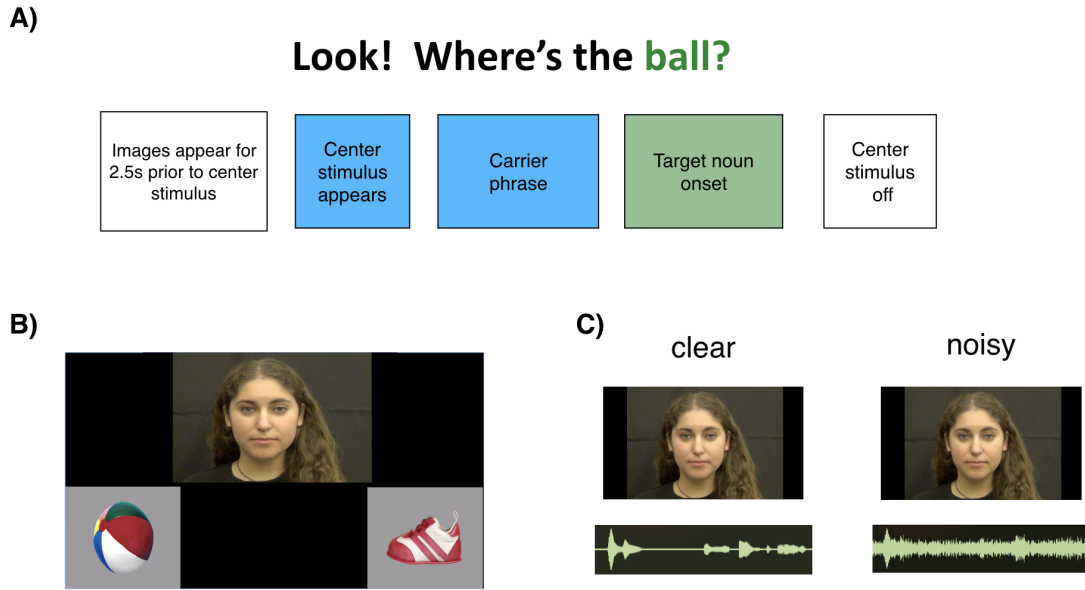 A)
Look! Where's the ball?
Images appear for
2.5s prior to center
stimulus
Center
stimulus
appears
Carrier
phrase
Target noun
onset
Center
stimulus
off
B)
C)
clear
noisy